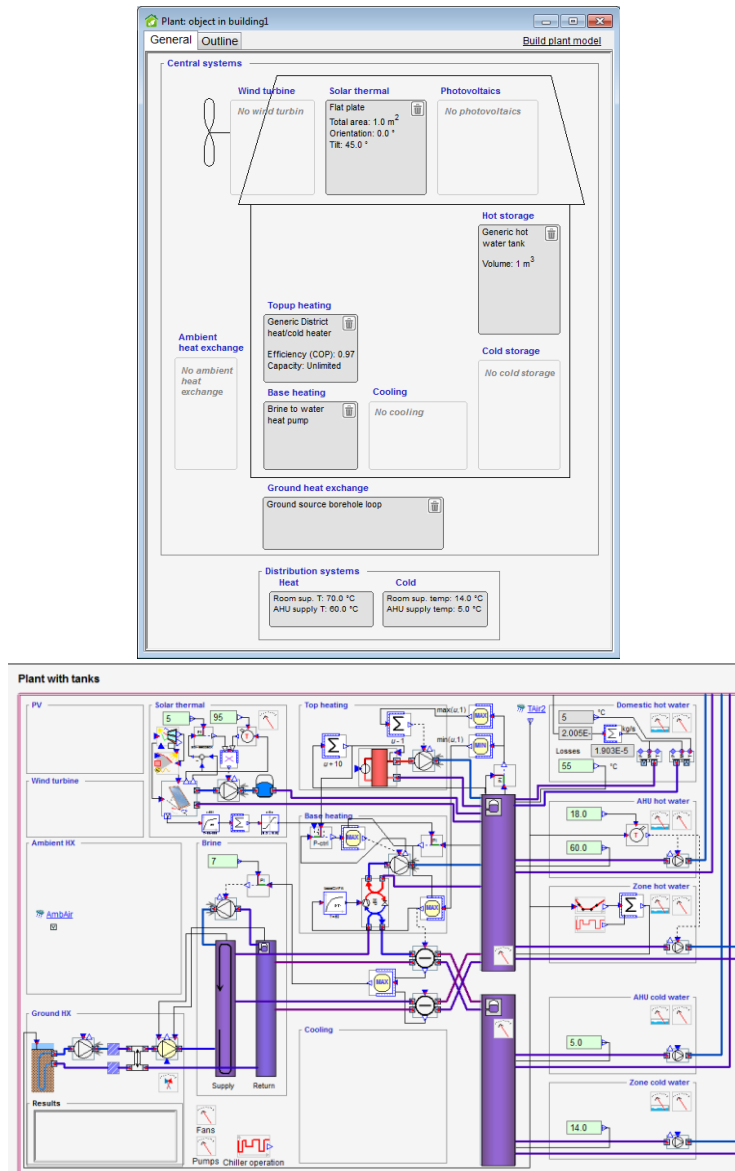 Plant: object in building1
General Outline Build plant model
Central systems
Wind turbine Solar thermal Photovoltaics
No wind turbin
Flat plate
Total area: 1.0 m2
Orientation: 0.0 °
Tilt: 45.0 °
No photovoltaics
Hot storage
Generic hot
water tank
Volume: 1 m3
Topup heating
Generic District
heat/cold heater
Efficiency (COP): 0.97
Capacity: Unlimited
Ambient
heat exchange
No ambient
heat
exchange
Cold storage
No cold storage
Base heating
Brine to water
heat pump
Cooling
No cooling
Ground heat exchange
Ground source borehole loop
Distribution systems
Heat Cold
Room sup. T: 70.0 °C
AHU supply T: 60.0 °C
Room sup. temp: 14.0 °C
AHU supply temp: 5.0 °C
Plant with tanks
PV
Solar thermal
5 95
Top heating
max(u,1)
MAX
u - 1
min(u,1)
MIN
u + 10
TAir2
Domestic hot water
5 °C
2.005E- kg/s
Losses 1.903E-5
55 °C
Wind turbine
AHU hot water
18.0
60.0
Ambient HX
AmbAir
Brine
7
Base heating
P-ctrl
MAX
MAX
Zone hot water
MAX
AHU cold water
5.0
Ground HX
Cooling
Supply Return
Zone cold water
14.0
Results
Fans
Pumps
Chiller operation